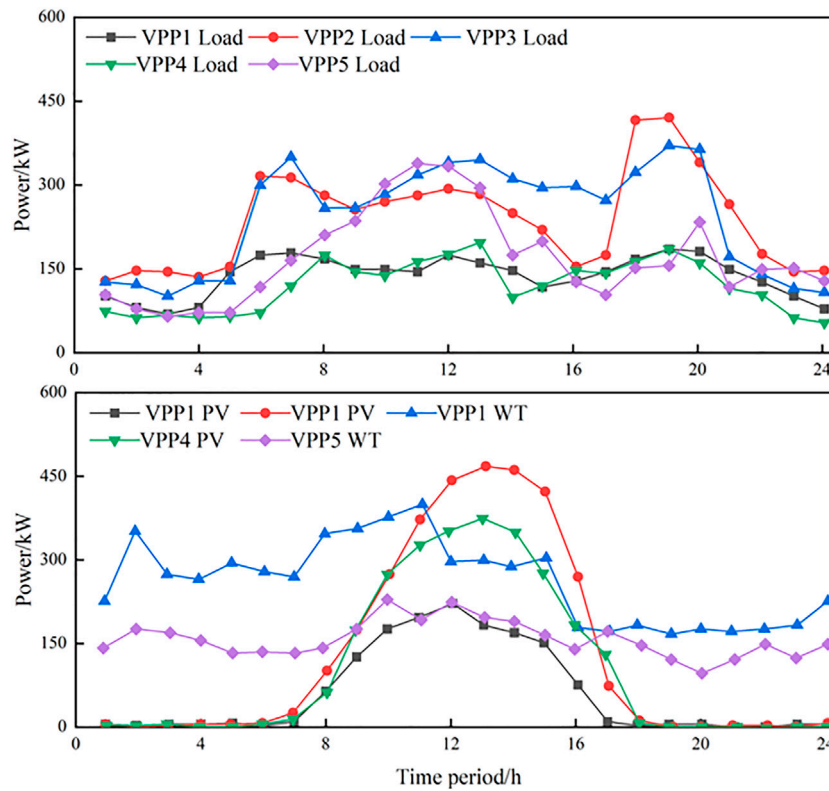 600
VPP1 Load VPP2 Load VPP3 Load
VPP4 Load VPP5 Load
450
300
150
0
Power/kW
0 4 8 12 16 20 24
600
VPP1 PV VPP1 PV VPP1 WT
VPP4 PV VPP5 WT
450
300
150
0
Power/kW
0 4 8 12 16 20 24
Time period/h